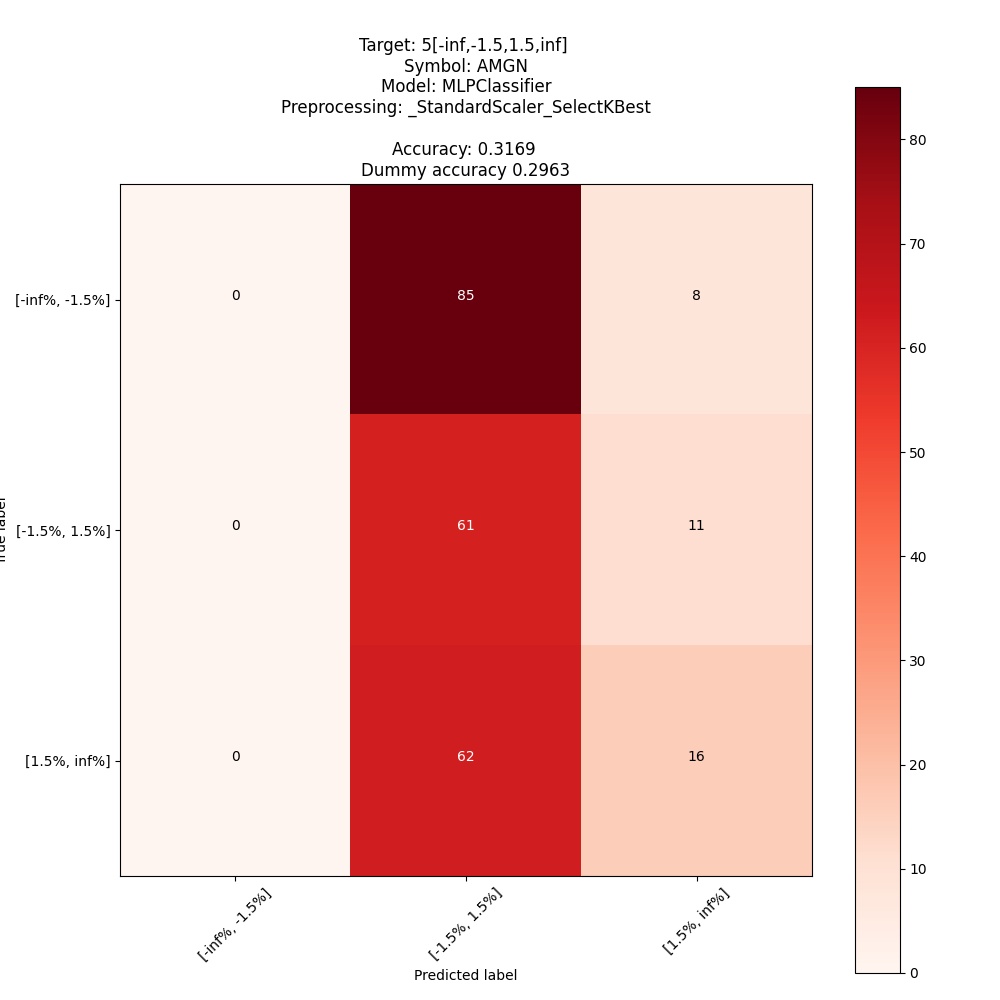 Target: 5[-inf,-1.5,1.5,inf]
Symbol: AMGN
Model: MLPClassifier
Preprocessing: _StandardScaler_SelectKBest
Accuracy: 0.3169
Dummy accuracy 0.2963
[-inf%, -1.5%]
0 85 8
[-1.5%, 1.5%]
0 61 11
[1.5%, inf%]
0 62 16
[-inf%, -1.5%]
[-1.5%, 1.5%]
[1.5%, inf%]
Predicted label
80
70
60
50
40
30
20
10
0